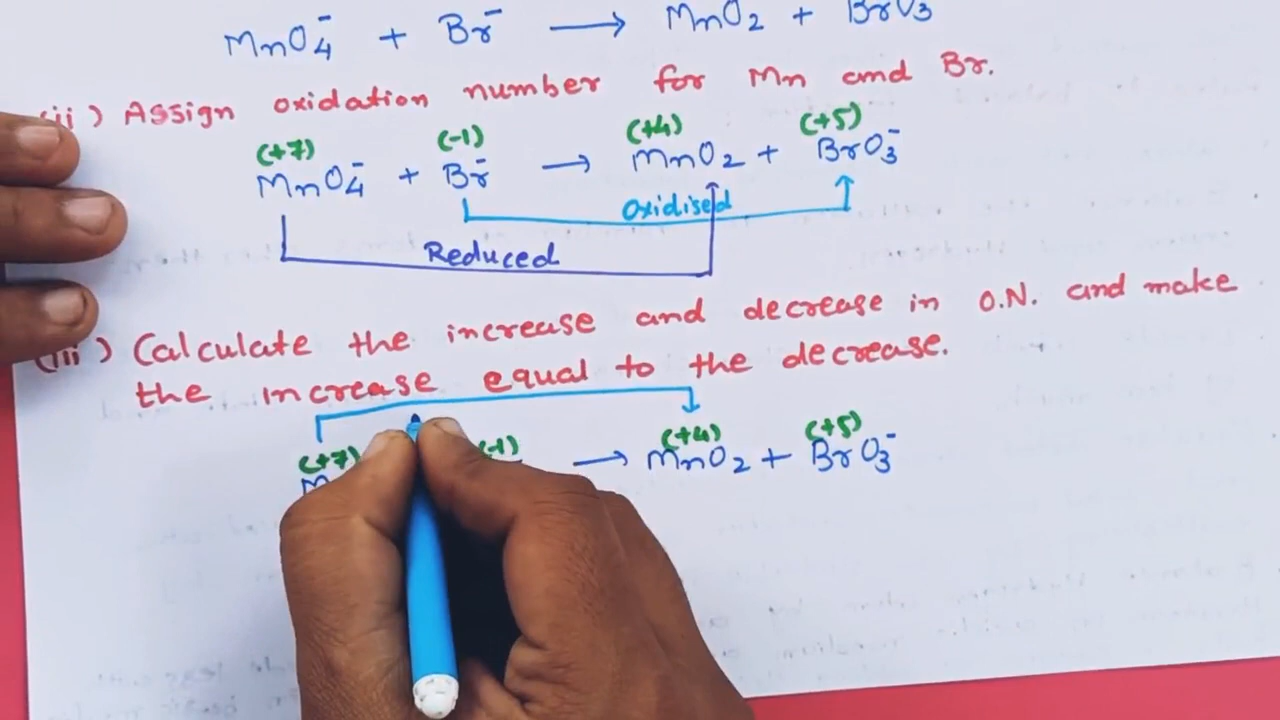 MnO₄⁻ + Br⁻ ⟶ MnO₂ + BrO₃
(ii) Assign oxidation number for Mn and Br.
(+7) (-1) (+4) (+5)
MnO₄⁻ + Br⁻ ⟶ MnO₂ + BrO₃⁻
Oxidised
Reduced
(iii) Calculate the increase and decrease in O.N. and make
the increase equal to the decrease.
(+7) (-1) (+4) (+5)
⟶ MnO₂ + BrO₃⁻